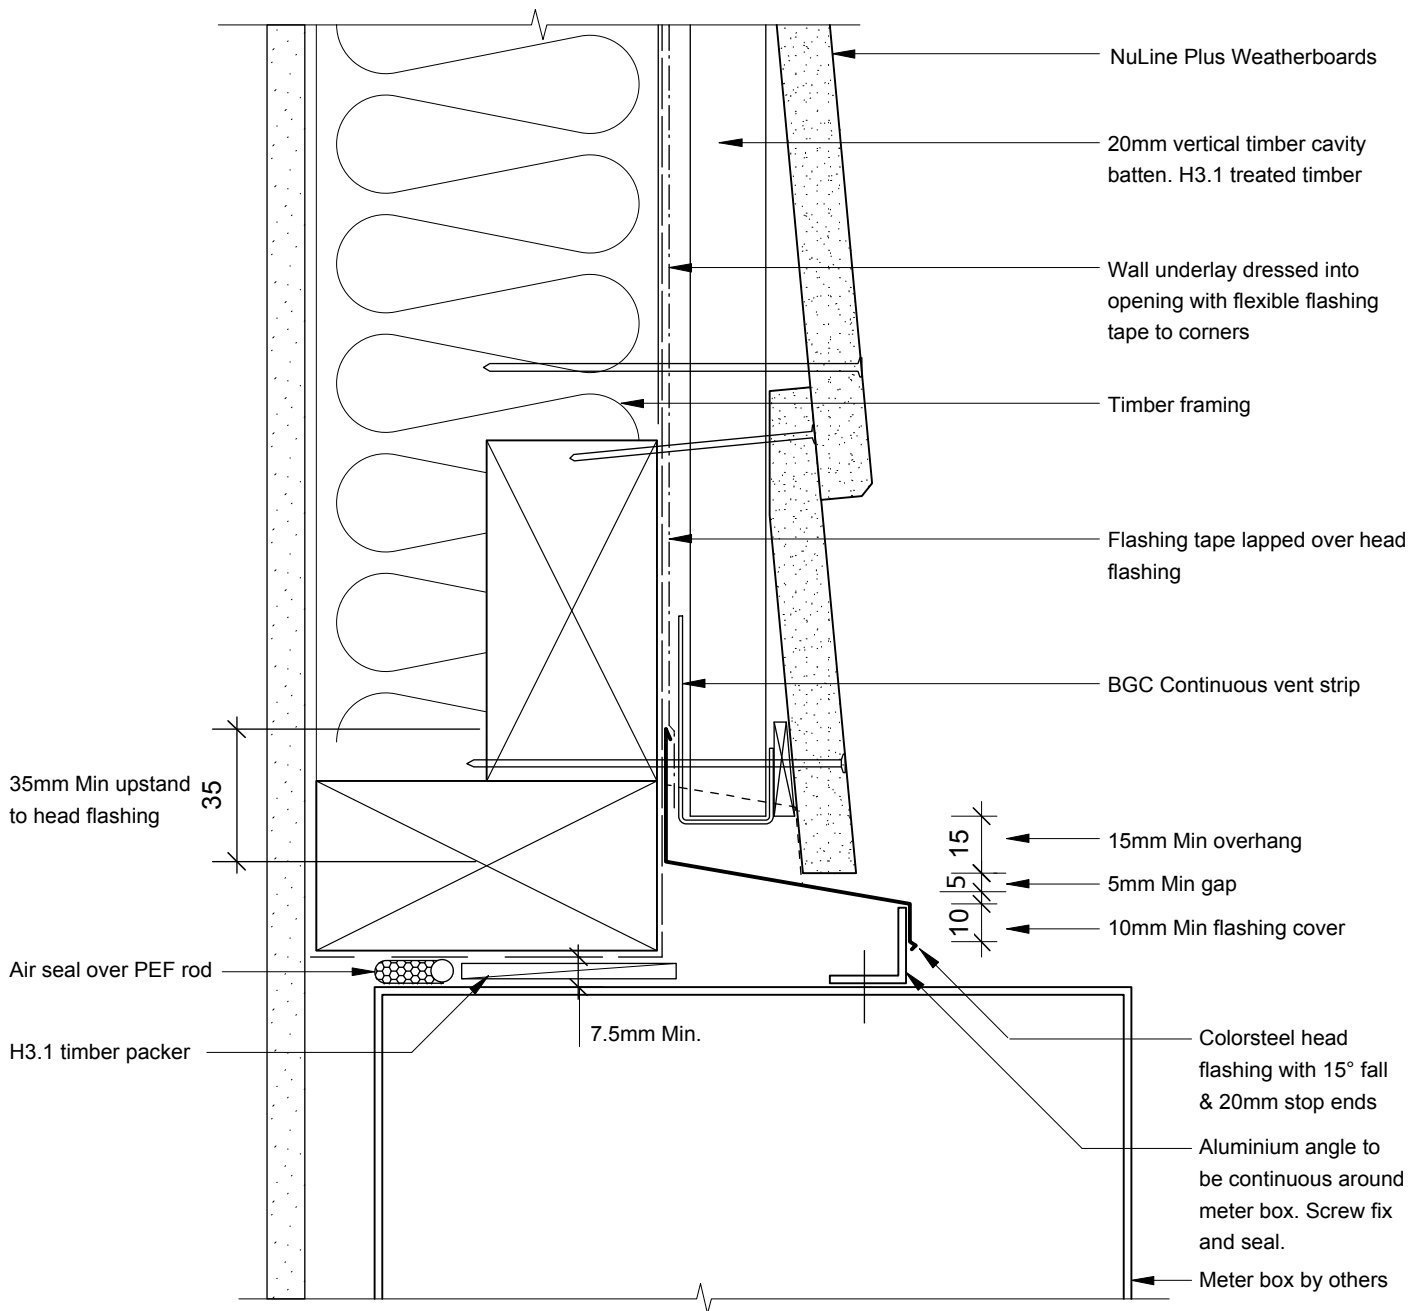 NuLine Plus Weatherboards
20mm vertical timber cavity
batten. H3.1 treated timber
Wall underlay dressed into
opening with flexible flashing
tape to corners
Timber framing
Flashing tape lapped over head
flashing
BGC Continuous vent strip
35mm Min upstand
to head flashing
35
15
15mm Min overhang
5
5mm Min gap
10
10mm Min flashing cover
Air seal over PEF rod
H3.1 timber packer
7.5mm Min.
Colorsteel head
flashing with 15° fall
& 20mm stop ends
Aluminium angle to
be continuous around
meter box. Screw fix
and seal.
Meter box by others